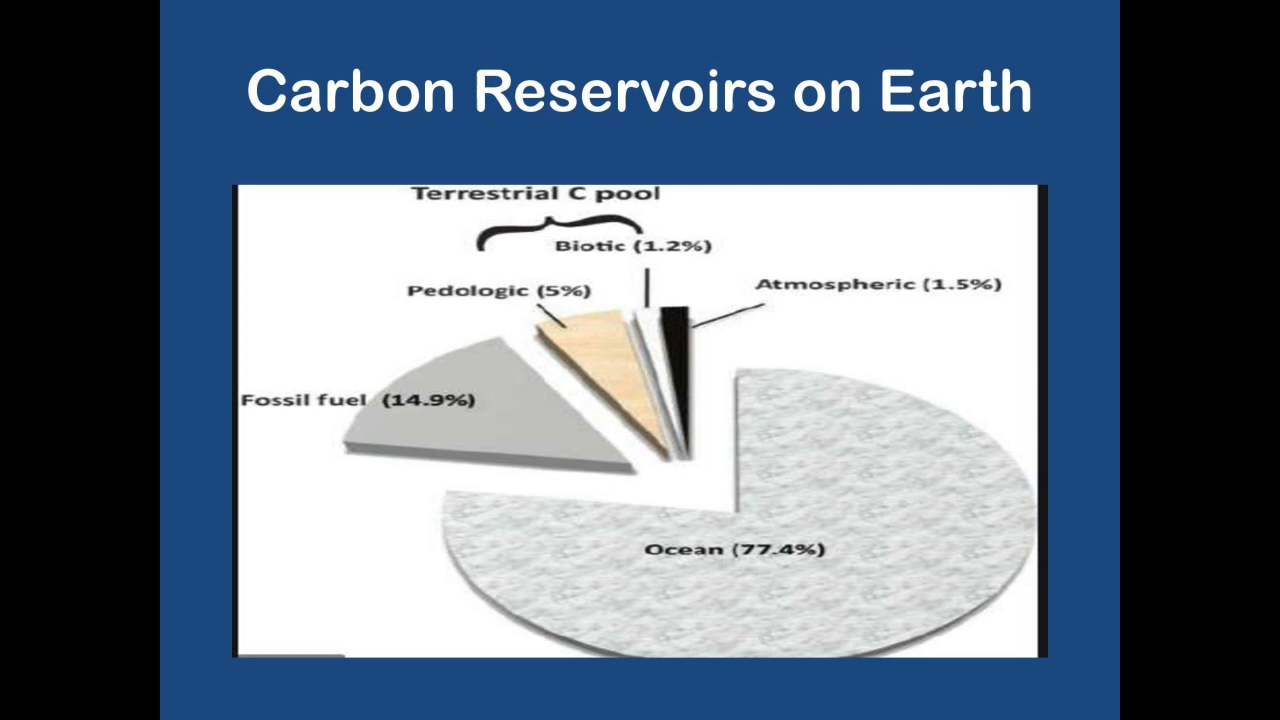 Carbon Reservoirs on Earth
Terrestrial C pool
Biotic (1.2%)
Pedologic (5%)
Atmospheric (1.5%)
Fossil fuel (14.9%)
Ocean (77.4%)